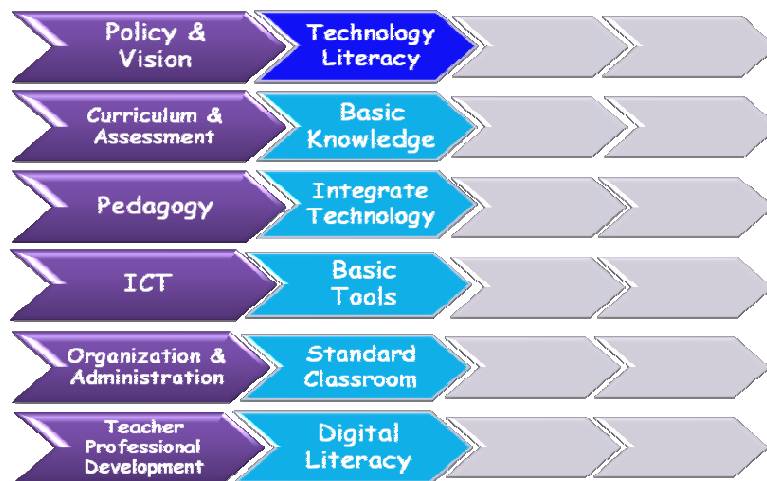 Policy &
Vision
Technology
Literacy
Curriculum &
Assessment
Basic
Knowledge
Pedagogy
Integrate
Technology
ICT
Basic
Tools
Organization &
Administration
Standard
Classroom
Teacher
Professional
Development
Digital
Literacy